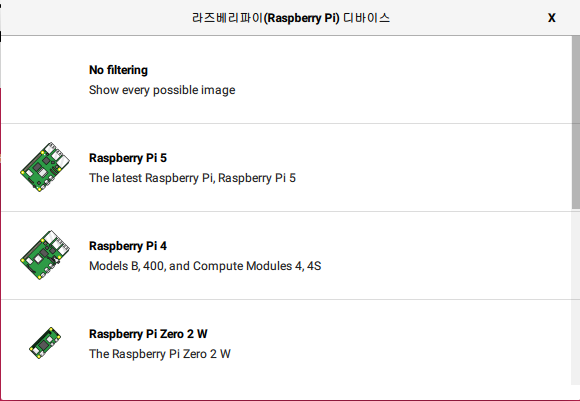 라즈베리파이(Raspberry Pi) 디바이스
X
No filtering
Show every possible image
Raspberry Pi 5
The latest Raspberry Pi, Raspberry Pi 5
Raspberry Pi 4
Models B, 400, and Compute Modules 4, 4S
Raspberry Pi Zero 2 W
The Raspberry Pi Zero 2 W